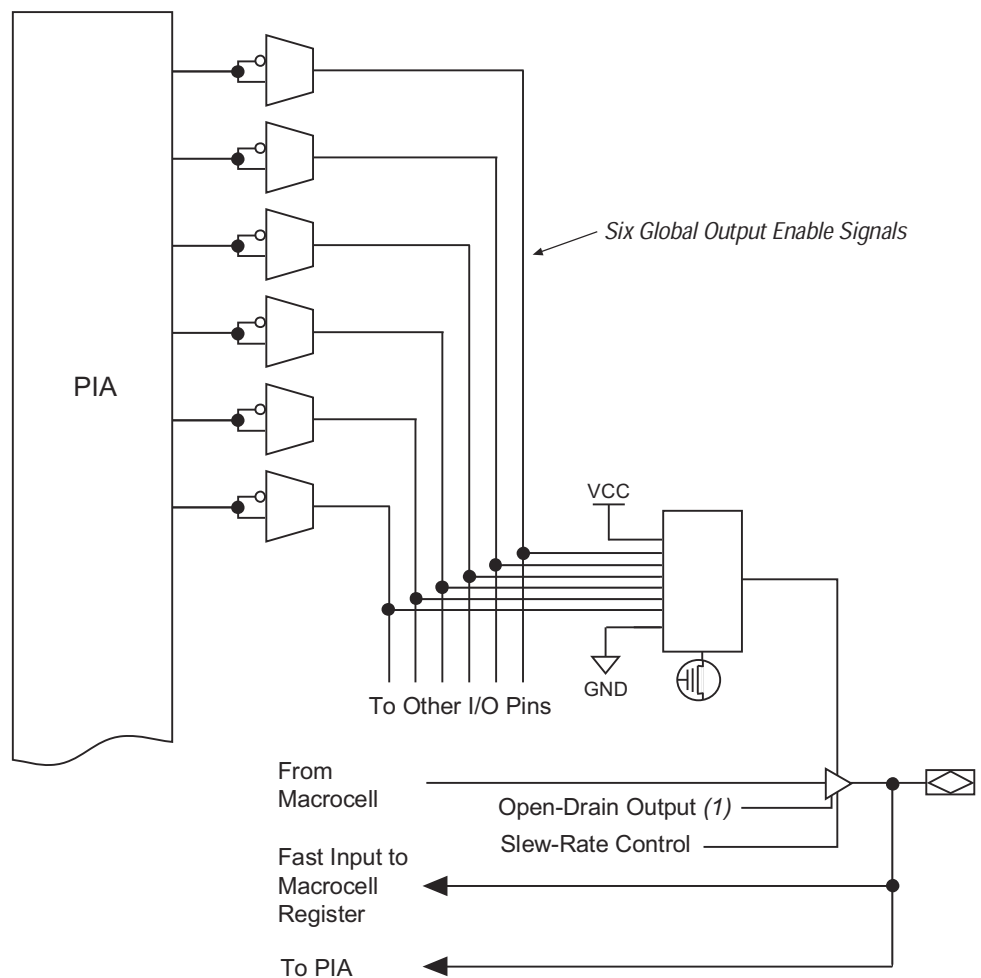 Six Global Output Enable Signals
PIA
VCC
GND
To Other I/O Pins
From
Macrocell
Open-Drain Output (1)
Slew-Rate Control
Fast Input to
Macrocell
Register
To PIA